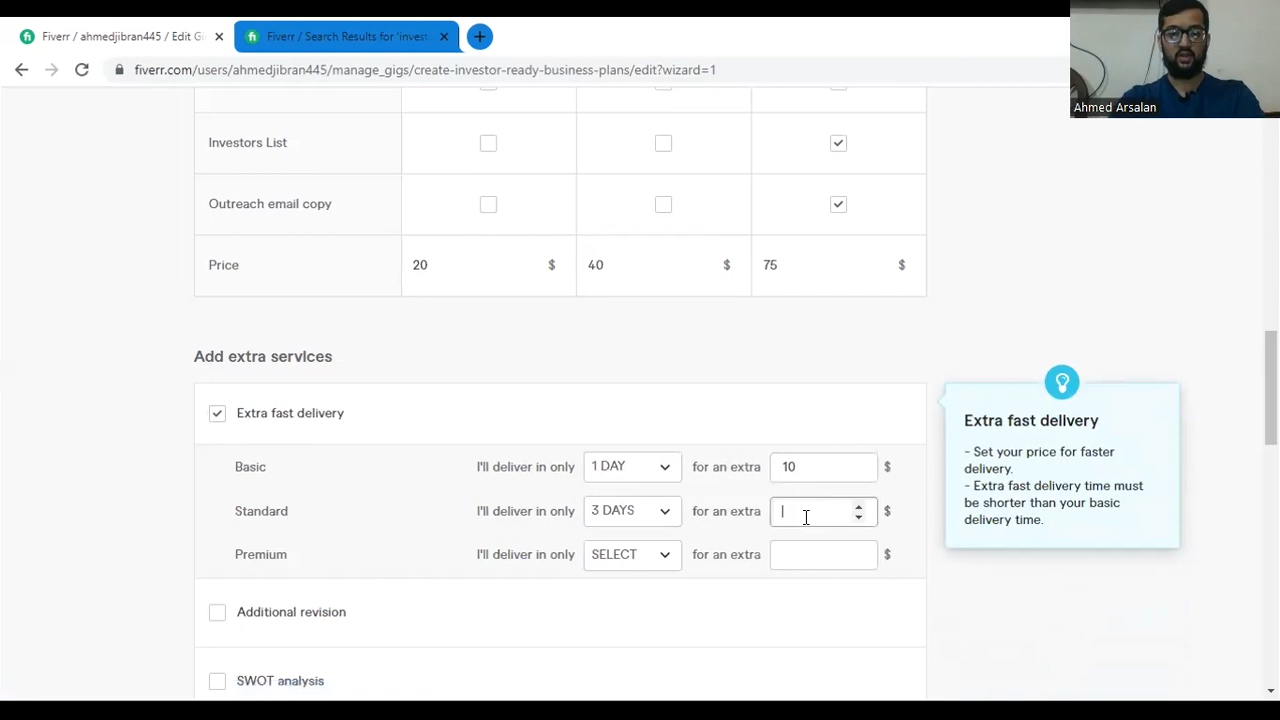 Fiverr / ahmedjibran445 / Edit Gi
Fiverr / Search Results for 'invest
fiverr.com/users/ahmedjibran445/manage_gigs/create-investor-ready-business-plans/edit?wizard=1
Ahmed Arsalan
Investors List
Outreach email copy
Price 20 $ 40 $ 75 $
Add extra services
Extra fast delivery
Basic I'll deliver in only 1 DAY for an extra 10 $
Standard I'll deliver in only 3 DAYS for an extra $
Premium I'll deliver in only SELECT for an extra $
Additional revision
SWOT analysis
Extra fast delivery
- Set your price for faster
delivery.
- Extra fast delivery time must
be shorter than your basic
delivery time.